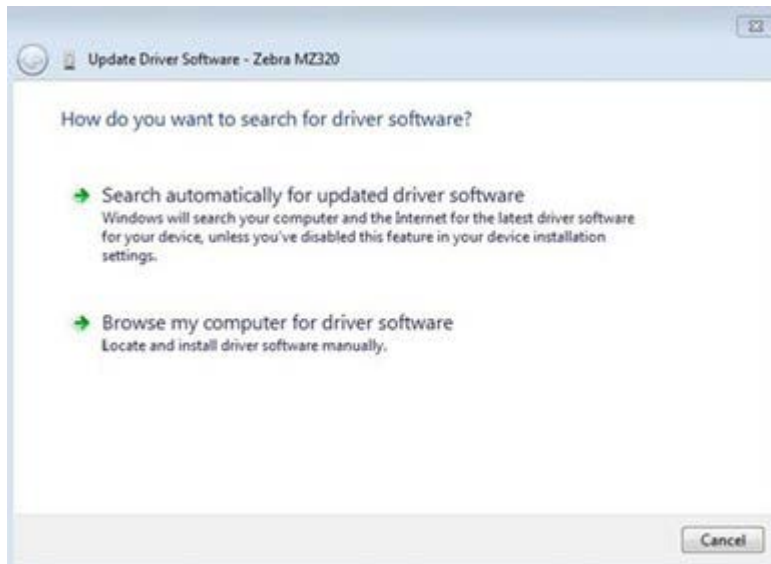 Update Driver Software - Zebra MZ320
How do you want to search for driver software?
Search automatically for updated driver software
Windows will search your computer and the Internet for the latest driver software
for your device, unless you've disabled this feature in your device installation
settings.
Browse my computer for driver software
Locate and install driver software manually.
Cancel